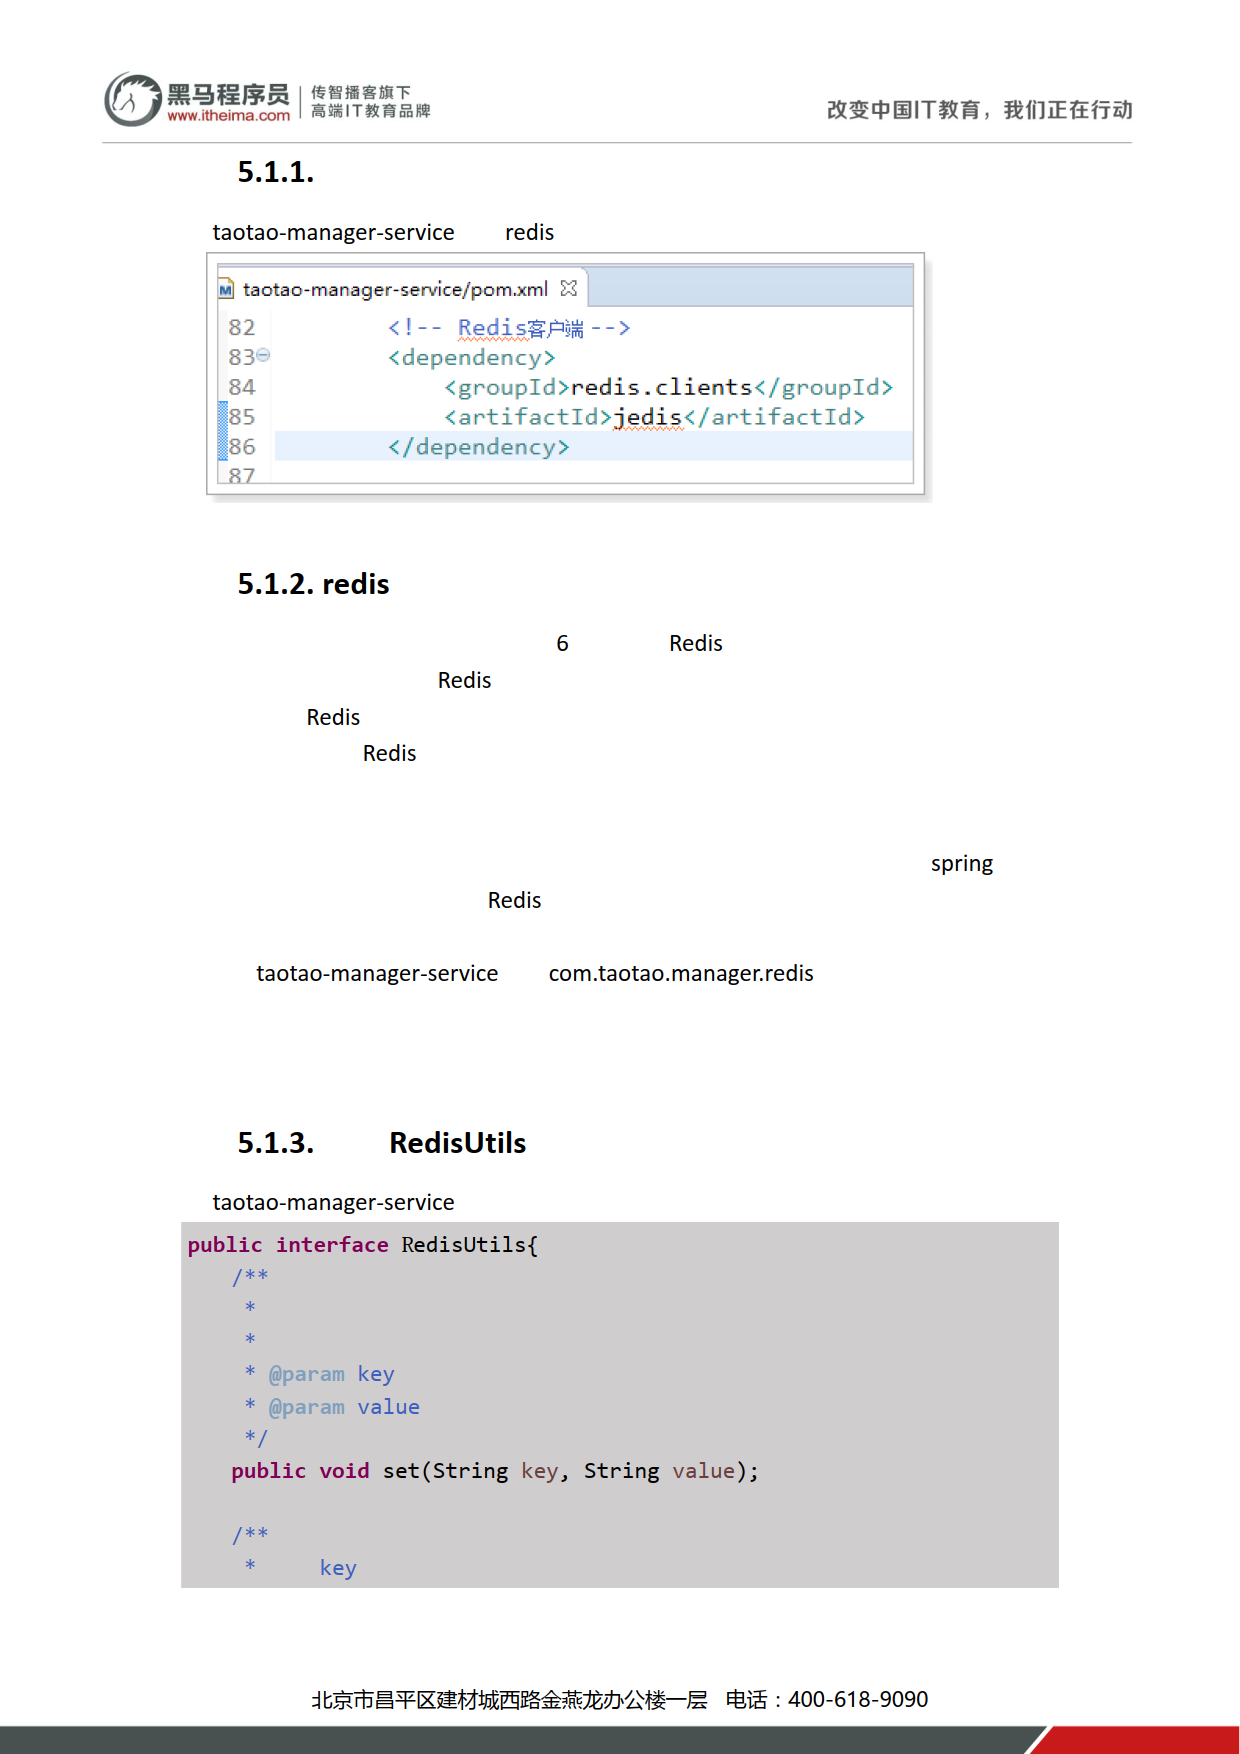 黑马程序员
www.itheima.com
传智播客旗下
高端IT教育品牌
改变中国IT教育，我们正在行动
5.1.1.
taotao-manager-service redis
taotao-manager-service/pom.xml
82 <!-- Redis客户端 -->
83 <dependency>
84 <groupId>redis.clients</groupId>
85 <artifactId>jedis</artifactId>
86 </dependency>
87
5.1.2. redis
6 Redis
Redis
Redis
Redis
spring
Redis
taotao-manager-service com.taotao.manager.redis
5.1.3. RedisUtils
taotao-manager-service
public interface RedisUtils{
/**
*
*
* @param key
* @param value
*/
public void set(String key, String value);
/**
* key
北京市昌平区建材城西路金燕龙办公楼一层 电话：400-618-9090